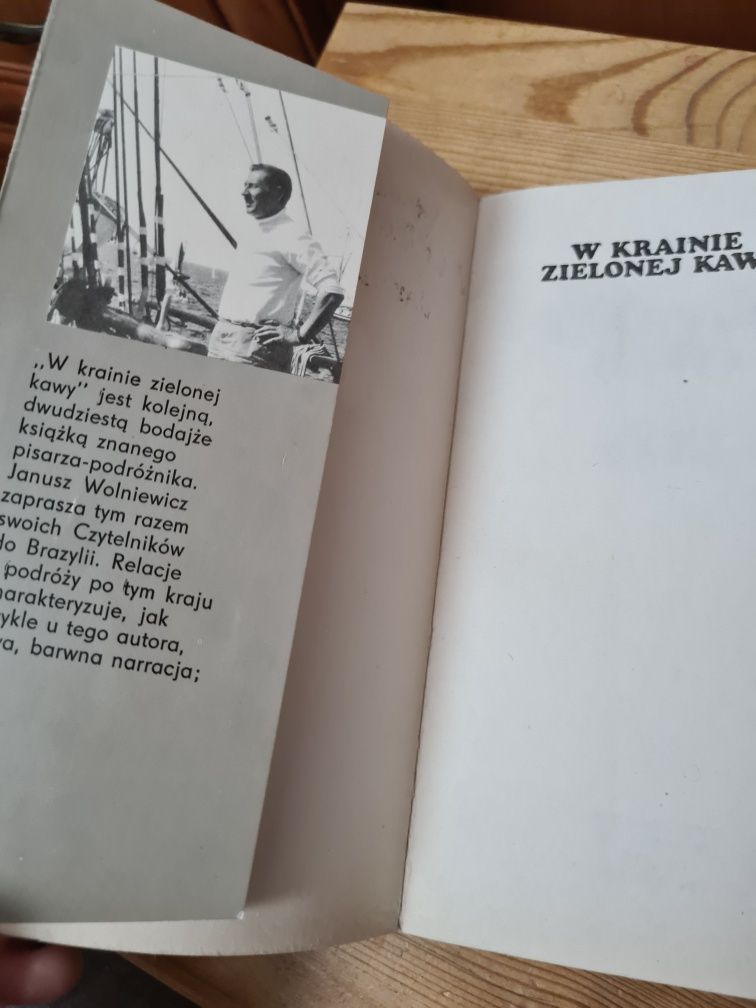 „W krainie zielonej
kawy” jest kolejną,
dwudziestą bodajże
książką znanego
pisarza-podróżnika.
Janusz Wolniewicz
zaprasza tym razem
swoich Czytelników
do Brazylii. Relacje
podróży po tym kraju
jak
u tego autora,
barwna narracja;
W KRAINIE
ZIELONEJ